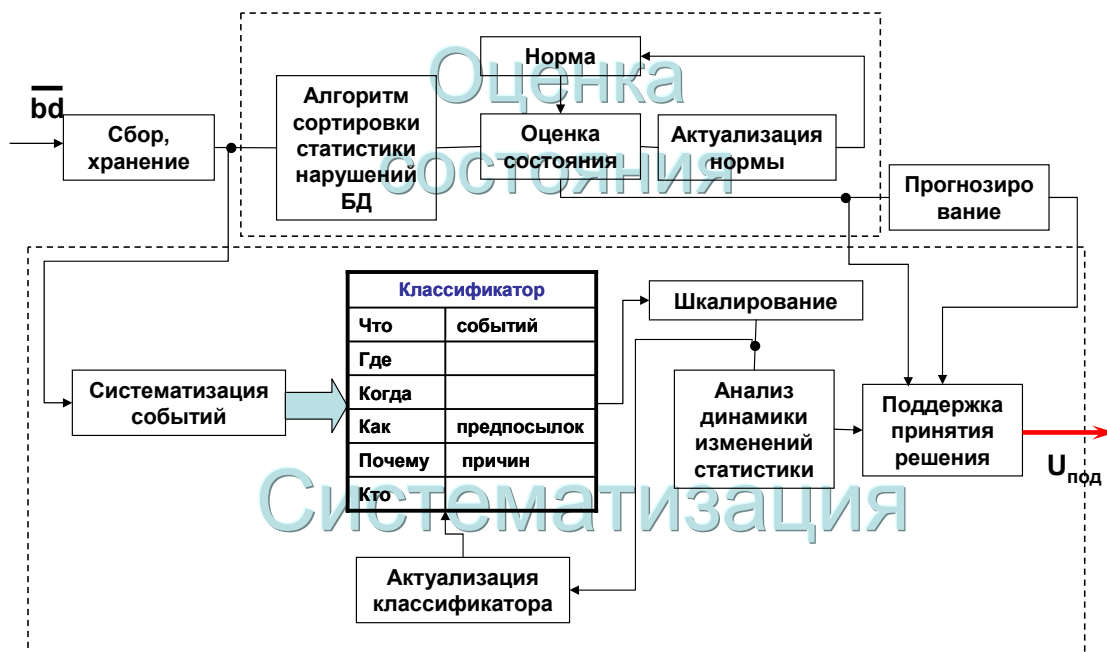 Оценка
состояния
Норма
bd
Сбор,
хранение
Алгоритм
сортировки
статистики
нарушений
БД
Оценка
состояния
Актуализация
нормы
Прогнозиро
вание
Классификатор
Что событий
Где
Когда
Как предпосылок
Почему причин
Кто
Шкалирование
Систематизация
событий
Анализ
динамики
изменений
статистики
Поддержка
принятия
решения
Uпод
Систематизация
Актуализация
классификатора